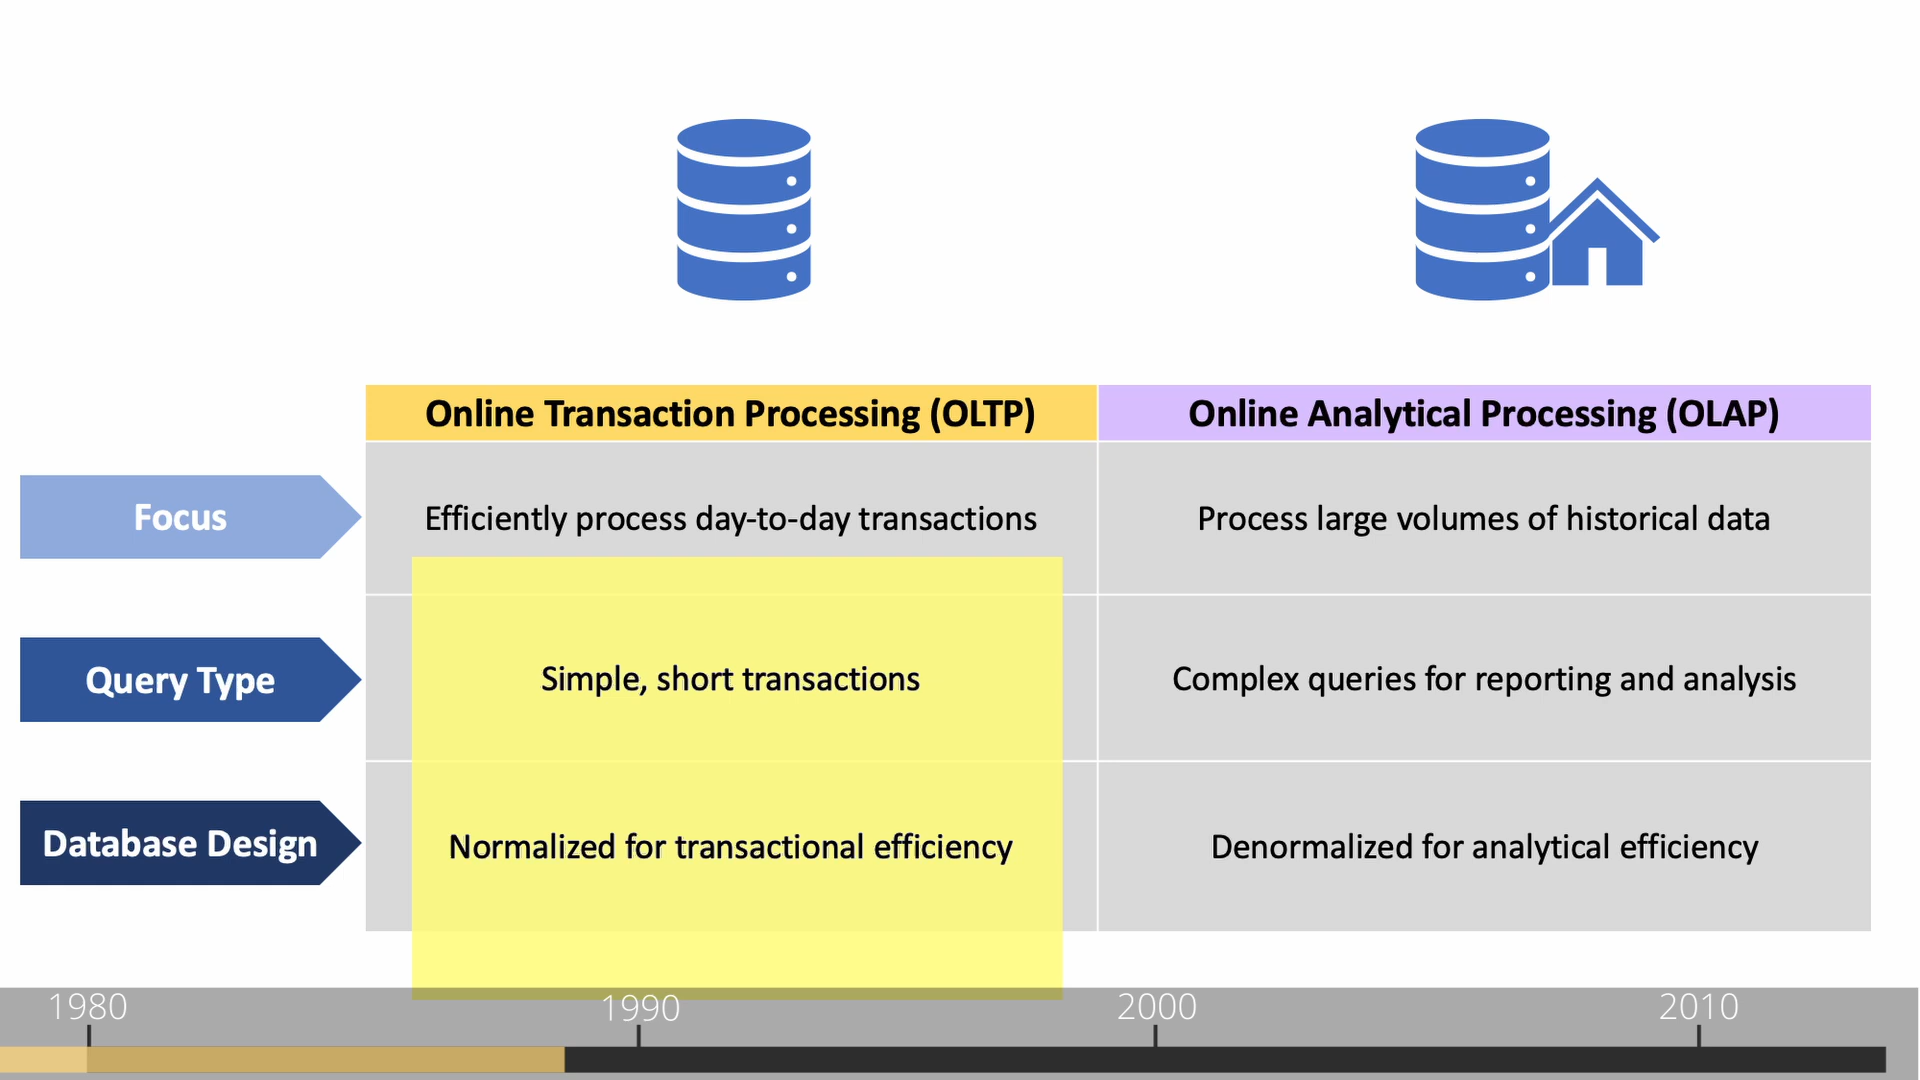 Online Transaction Processing (OLTP)
Online Analytical Processing (OLAP)
Focus
Efficiently process day-to-day transactions
Process large volumes of historical data
Query Type
Simple, short transactions
Complex queries for reporting and analysis
Database Design
Normalized for transactional efficiency
Denormalized for analytical efficiency
1980
1990
2000
2010